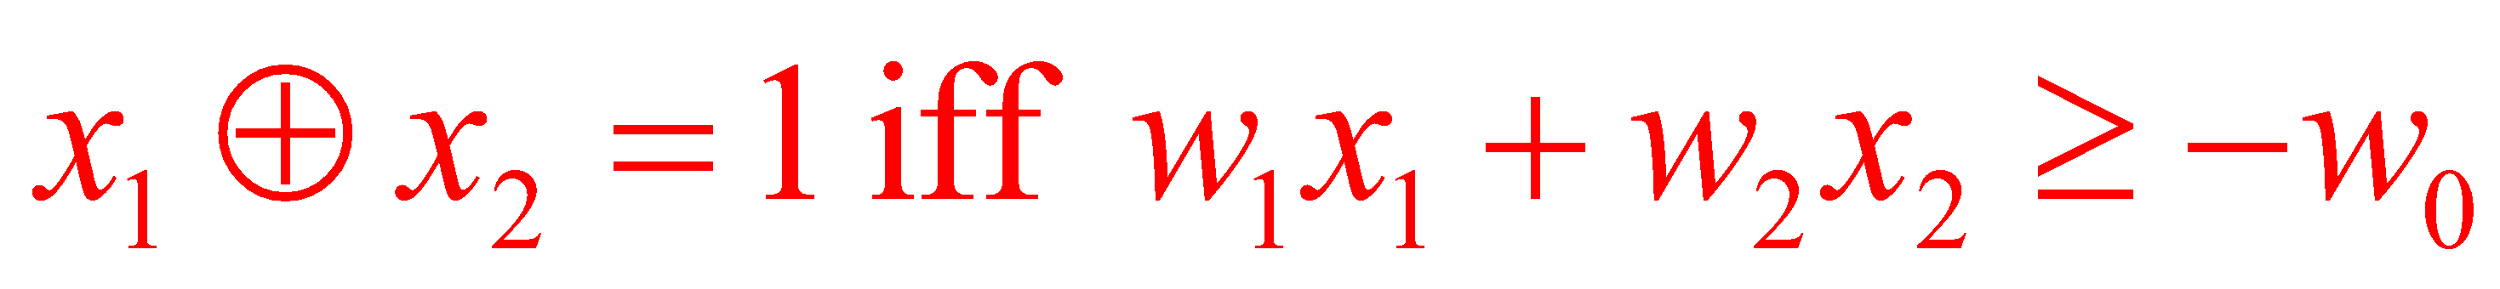 x₁ ⊕ x₂ = 1 iff w₁x₁ + w₂x₂ ≥ −w₀